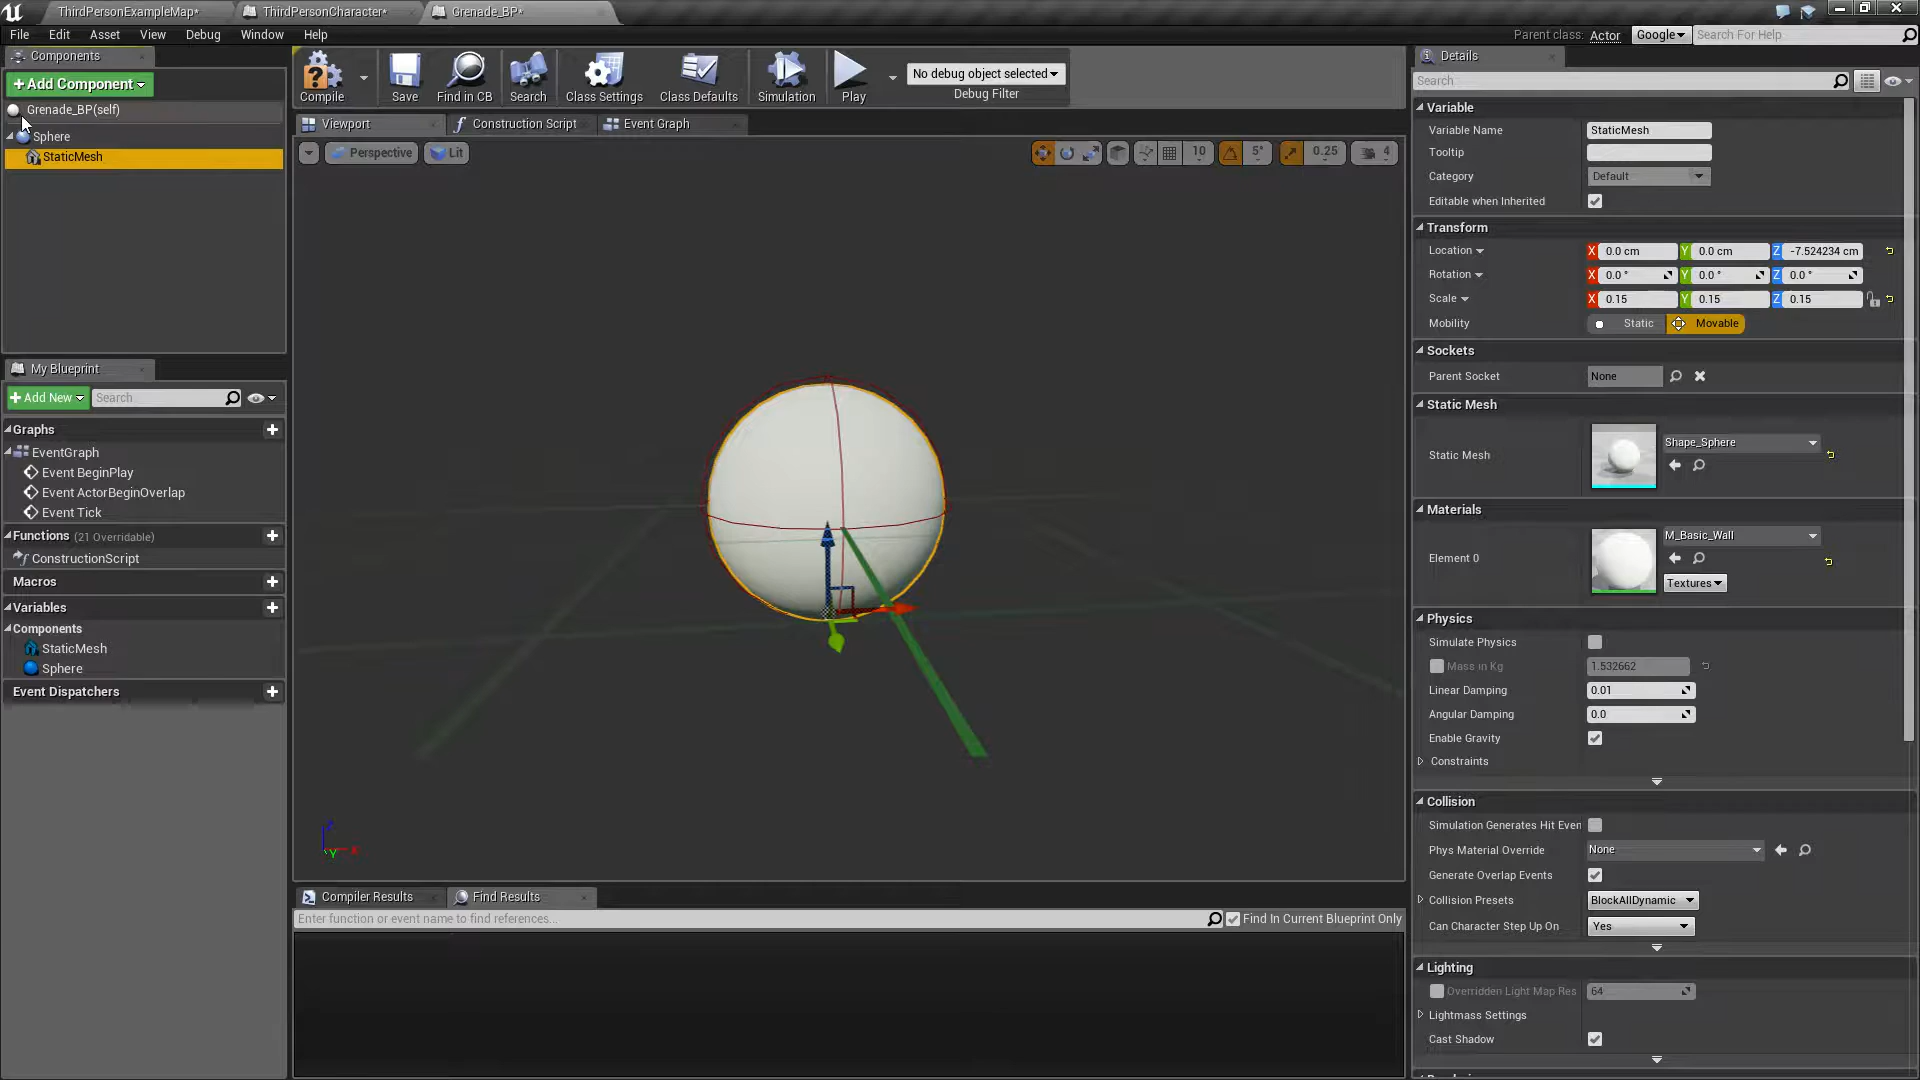 ThirdPersonExampleMap*
ThirdPersonCharacter*
Grenade_BP*
File Edit Asset View Debug Window Help
Parent class: Actor Google Search For Help
Components
+Add Component
Grenade_BP(self)
Sphere
StaticMesh
My Blueprint
+Add New Search
Graphs
EventGraph
Event BeginPlay
Event ActorBeginOverlap
Event Tick
Functions (21 Overridable)
ConstructionScript
Macros
Variables
Components
StaticMesh
Sphere
Event Dispatchers
Compile Save Find in CB Search Class Settings Class Defaults Simulation Play
No debug object selected
Debug Filter
Viewport Construction Script Event Graph
Perspective Lit 10 5° 0.25 4
Z
Y X
Compiler Results Find Results
Enter function or event name to find references... Find In Current Blueprint Only
Details
Search
Variable
Variable Name StaticMesh
Tooltip
Category Default
Editable when Inherited
Transform
Location X 0.0 cm Y 0.0 cm Z -7.524234 cm
Rotation X 0.0 ° Y 0.0 ° Z 0.0 °
Scale X 0.15 Y 0.15 Z 0.15
Mobility Static Movable
Sockets
Parent Socket None
Static Mesh
Static Mesh Shape_Sphere
Materials
Element 0 M_Basic_Wall
Textures
Physics
Simulate Physics
Mass in Kg 1.532662
Linear Damping 0.01
Angular Damping 0.0
Enable Gravity
Constraints
Collision
Simulation Generates Hit Even
Phys Material Override None
Generate Overlap Events
Collision Presets BlockAllDynamic
Can Character Step Up On Yes
Lighting
Overridden Light Map Res 64
Lightmass Settings
Cast Shadow